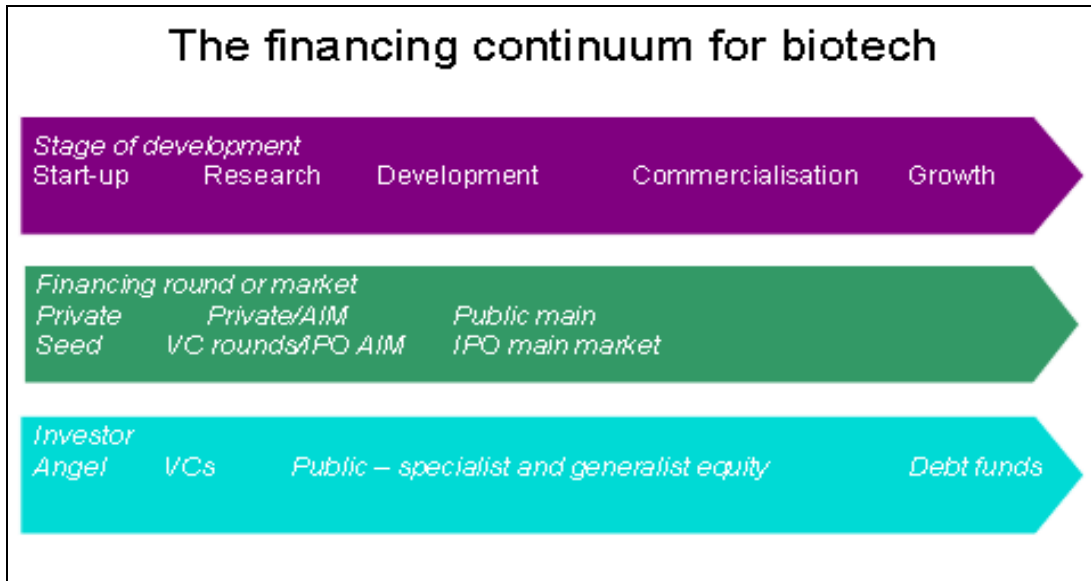 The financing continuum for biotech
Stage of development
Start-up Research Development Commercialisation Growth
Financing round or market
Private Private/AIM Public main
Seed VC rounds/IPO AIM IPO main market
Investor
Angel VCs Public – specialist and generalist equity Debt funds